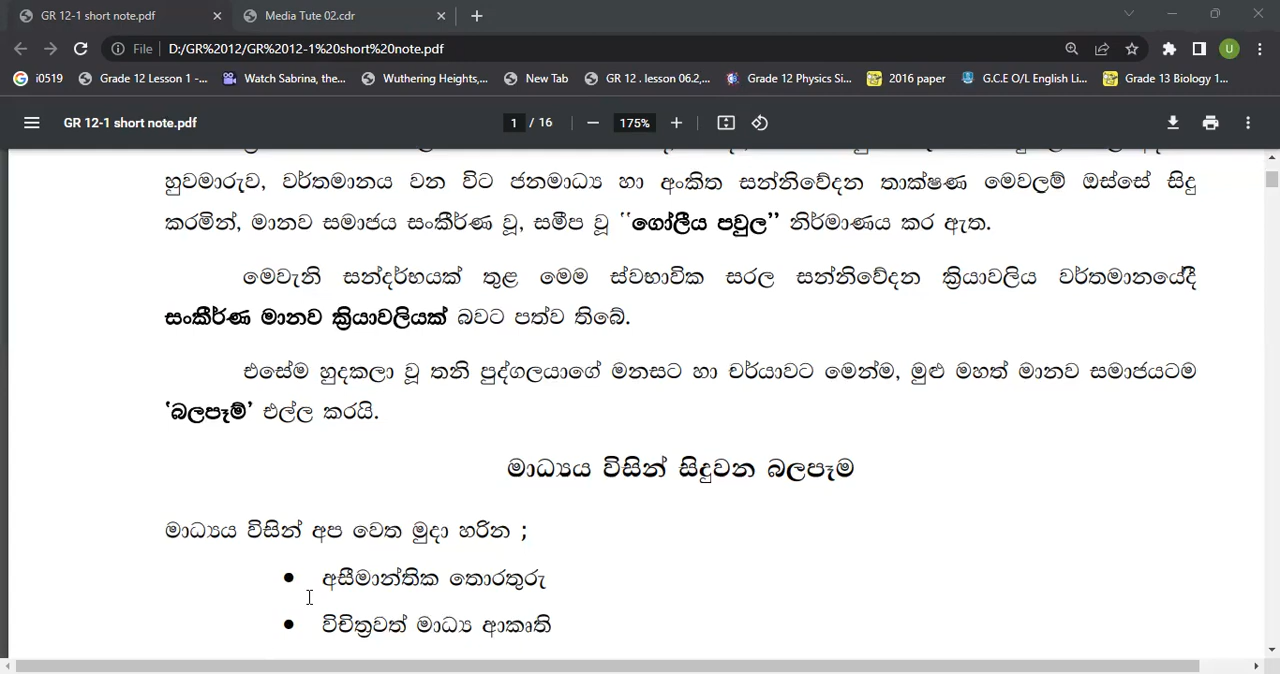 GR 12-1 short note.pdf
Media Tute 02.cdr
File D:/GR%2012/GR%2012-1%20short%20note.pdf
i0519 Grade 12 Lesson 1 -... Watch Sabrina, the... Wuthering Heights,... New Tab GR 12 . lesson 06.2,... Grade 12 Physics Si... 2016 paper G.C.E O/L English Li... Grade 13 Biology 1...
U
GR 12-1 short note.pdf 1 / 16 175%
හුවමාරුව, වර්තමානය වන විට ජනමාධ්‍ය හා අංකිත සන්නිවේදන තාක්ෂණ මෙවලම් ඔස්සේ සිදු
කරමින්, මානව සමාජය සංකීර්ණ වූ, සමීප වූ ‘‘ගෝලීය පවුල’’ නිර්මාණය කර ඇත.
මෙවැනි සන්දර්භයක් තුළ මෙම ස්වභාවික සරල සන්නිවේදන ක්‍රියාවලිය වර්තමානයේදී
සංකීර්ණ මානව ක්‍රියාවලියක් බවට පත්ව තිබේ.
එසේම හුදකලා වූ තනි පුද්ගලයාගේ මනසට හා චර්යාවට මෙන්ම, මුළු මහත් මානව සමාජයටම
‘බලපෑම්’ එල්ල කරයි.
මාධ්‍යය විසින් සිදුවන බලපෑම
මාධ්‍යය විසින් අප වෙත මුදා හරින ;
• අසීමාන්තික තොරතුරු
• විචිත්‍රවත් මාධ්‍ය ආකෘති